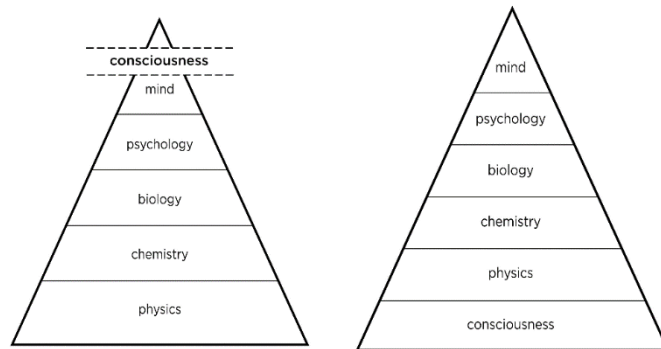 consciousness
mind
psychology
biology
chemistry
physics
mind
psychology
biology
chemistry
physics
consciousness